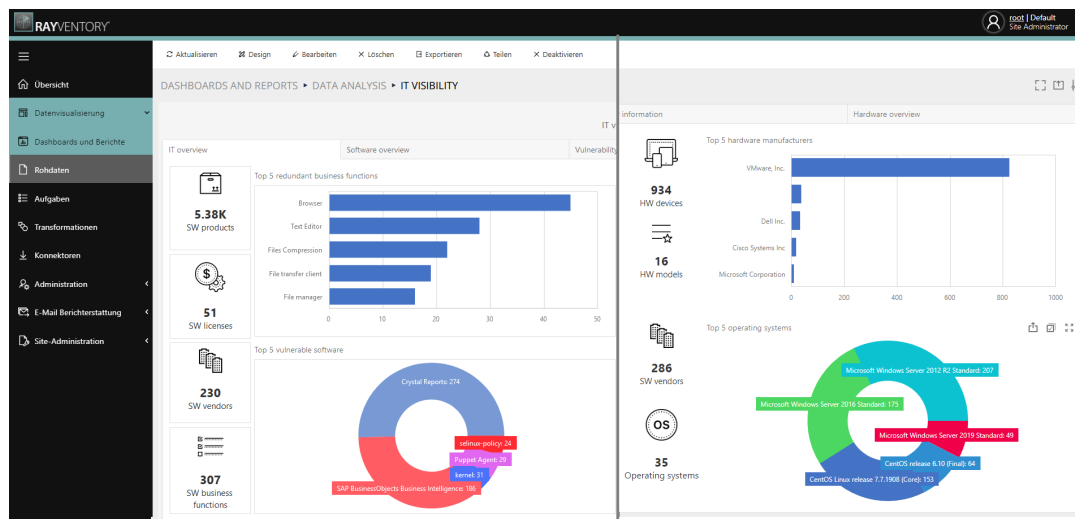 RAYVENTORY
root | Default
Site Administrator
Aktualisieren
Design
Bearbeiten
Löschen
Exportieren
Teilen
Deaktivieren
Übersicht
Datenvisualisierung
Dashboards und Berichte
Rohdaten
Aufgaben
Transformationen
Konnektoren
Administration
E-Mail Berichterstattung
Site-Administration
DASHBOARDS AND REPORTS ▸ DATA ANALYSIS ▸ IT VISIBILITY
IT v
IT overview
Software overview
Vulnerability
5.38K
SW products
51
SW licenses
230
SW vendors
307
SW business
functions
Top 5 redundant business functions
Browser
Text Editor
Files Compression
File transfer client
File manager
0 10 20 30 40 50
Top 5 vulnerable software
Crystal Reports: 274
selinux-policy: 24
Puppet Agent: 29
kernel: 31
SAP BusinessObjects Business Intelligence: 186
information
Hardware overview
934
HW devices
16
HW models
286
SW vendors
OS
35
Operating systems
Top 5 hardware manufacturers
VMware, Inc.
Dell Inc.
Cisco Systems Inc
Microsoft Corporation
0 200 400 600 800 1000
Top 5 operating systems
Microsoft Windows Server 2012 R2 Standard: 207
Microsoft Windows Server 2016 Standard: 175
Microsoft Windows Server 2019 Standard: 49
CentOS release 6.10 (Final): 64
CentOS Linux release 7.7.1908 (Core): 153